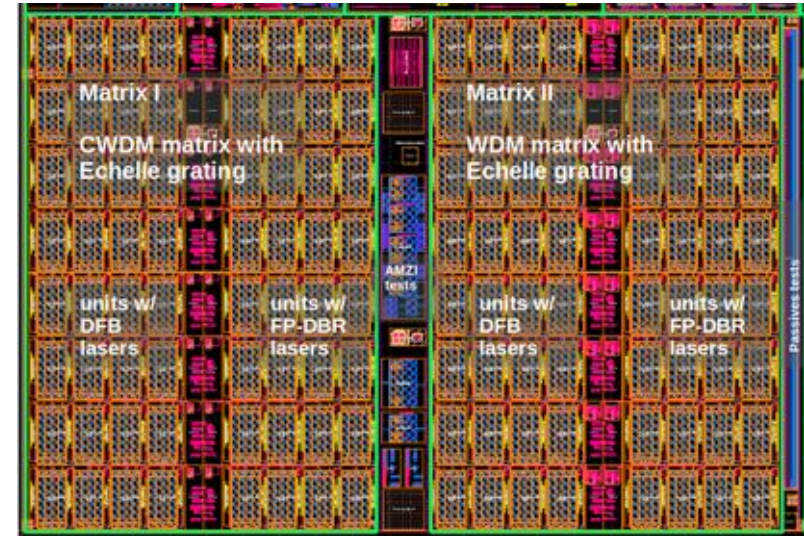 Matrix I
CWDM matrix with
Echelle grating
units w/
DFB
lasers
units w/
FP-DBR
lasers
AMZI
tests
Matrix II
WDM matrix with
Echelle grating
units w/
DFB
lasers
units w/
FP-DBR
lasers
Passives tests